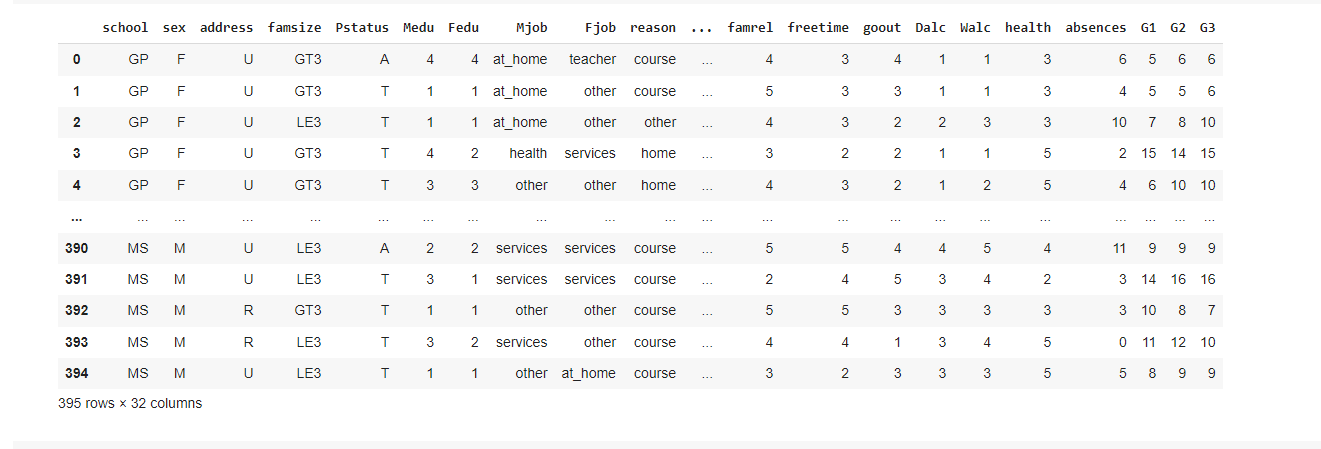 school sex address famsize Pstatus Medu Fedu Mjob Fjob reason ... famrel freetime goout Dalc Walc health absences G1 G2 G3
0 GP F U GT3 A 4 4 at_home teacher course ... 4 3 4 1 1 3 6 5 6 6
1 GP F U GT3 T 1 1 at_home other course ... 5 3 3 1 1 3 4 5 5 6
2 GP F U LE3 T 1 1 at_home other other ... 4 3 2 2 3 3 10 7 8 10
3 GP F U GT3 T 4 2 health services home ... 3 2 2 1 1 5 2 15 14 15
4 GP F U GT3 T 3 3 other other home ... 4 3 2 1 2 5 4 6 10 10
... ... ... ... ... ... ... ... ... ... ... ... ... ... ... ... ... ... ... ... ... ...
390 MS M U LE3 A 2 2 services services course ... 5 5 4 4 5 4 11 9 9 9
391 MS M U LE3 T 3 1 services services course ... 2 4 5 3 4 2 3 14 16 16
392 MS M R GT3 T 1 1 other other course ... 5 5 3 3 3 3 3 10 8 7
393 MS M R LE3 T 3 2 services other course ... 4 4 1 3 4 5 0 11 12 10
394 MS M U LE3 T 1 1 other at_home course ... 3 2 3 3 3 5 5 8 9 9
395 rows × 32 columns